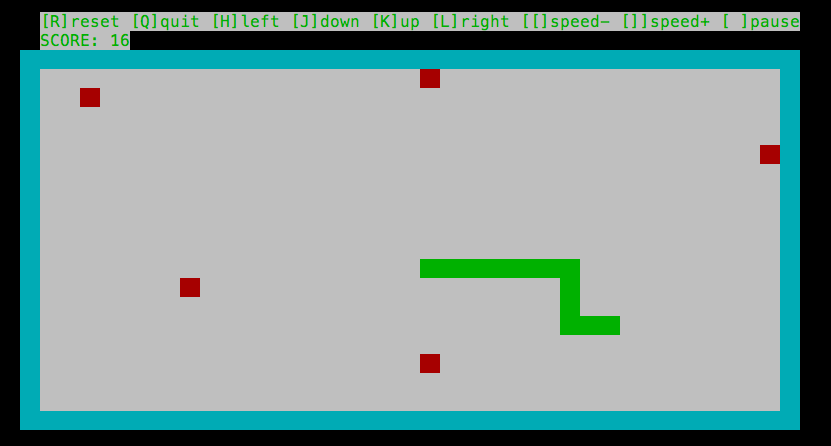 [R]reset [Q]quit [H]left [J]down [K]up [L]right [[]speed− []]speed+ [ ]pause
SCORE: 16